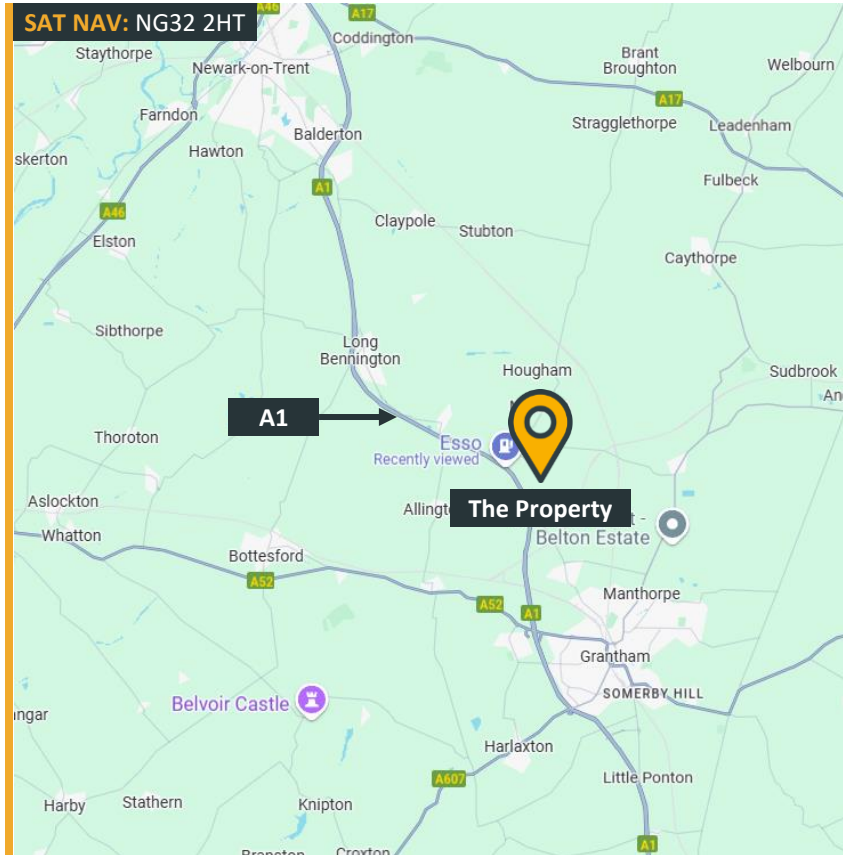 SAT NAV: NG32 2HT
A46
A17
Coddington
Staythorpe
Newark-on-Trent
Brant
Broughton
Welbourn
A17
Farndon
Stragglethorpe
Leadenham
Balderton
skerton
Hawton
Fulbeck
A1
A46
Claypole
Stubton
Elston
Caythorpe
Sibthorpe
Long
Bennington
Hougham
Sudbrook
A1
Esso
Recently viewed
Thoroton
Aslockton
The Property
Whatton
Belton Estate
Bottesford
A52
Manthorpe
A52
A1
Grantham
SOMERBY HILL
Belvoir Castle
ngar
Harlaxton
A607
Little Ponton
Harby
Stathern
Knipton
A1
Branston
Croxton